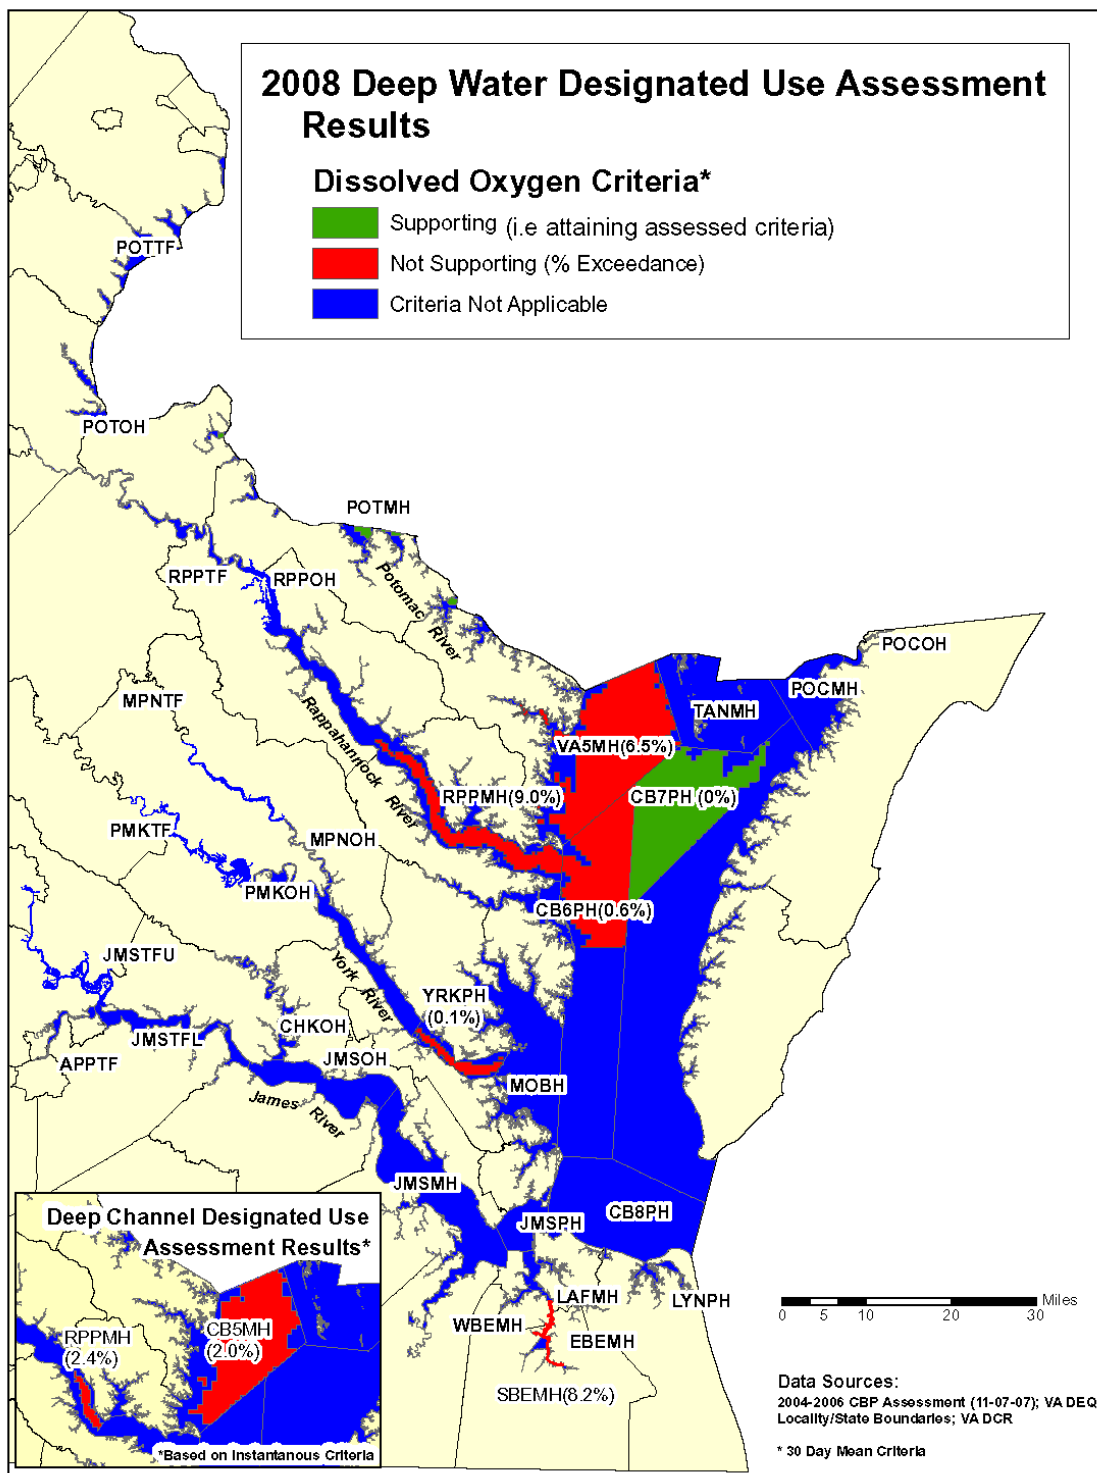 2008 Deep Water Designated Use Assessment
Results
Dissolved Oxygen Criteria*
Supporting (i.e attaining assessed criteria)
Not Supporting (% Exceedance)
Criteria Not Applicable
POTTF
POTOH
POTMH
RPPTF
RPPOH
Potomac River
POCOH
POCMH
MPNTF
TANMH
Rappahannock River
VA5MH(6.5%)
RPPMH(9.0%)
CB7PH (0%)
PMKTF
MPNOH
PMKOH
CB6PH(0.6%)
JMSTFU
York River
YRKPH
(0.1%)
CHKOH
JMSTFL
JMSOH
APPTF
MOBH
James River
JMSMH
CB8PH
JMSPH
LAFMH
LYNPH
WBEMH
EBEMH
SBEMH(8.2%)
Deep Channel Designated Use
Assessment Results*
RPPMH
(2.4%)
CB5MH
(2.0%)
*Based on Instantanous Criteria
Miles
0 5 10 20 30
Data Sources:
2004-2006 CBP Assessment (11-07-07); VA DEQ
Locality/State Boundaries; VA DCR
* 30 Day Mean Criteria